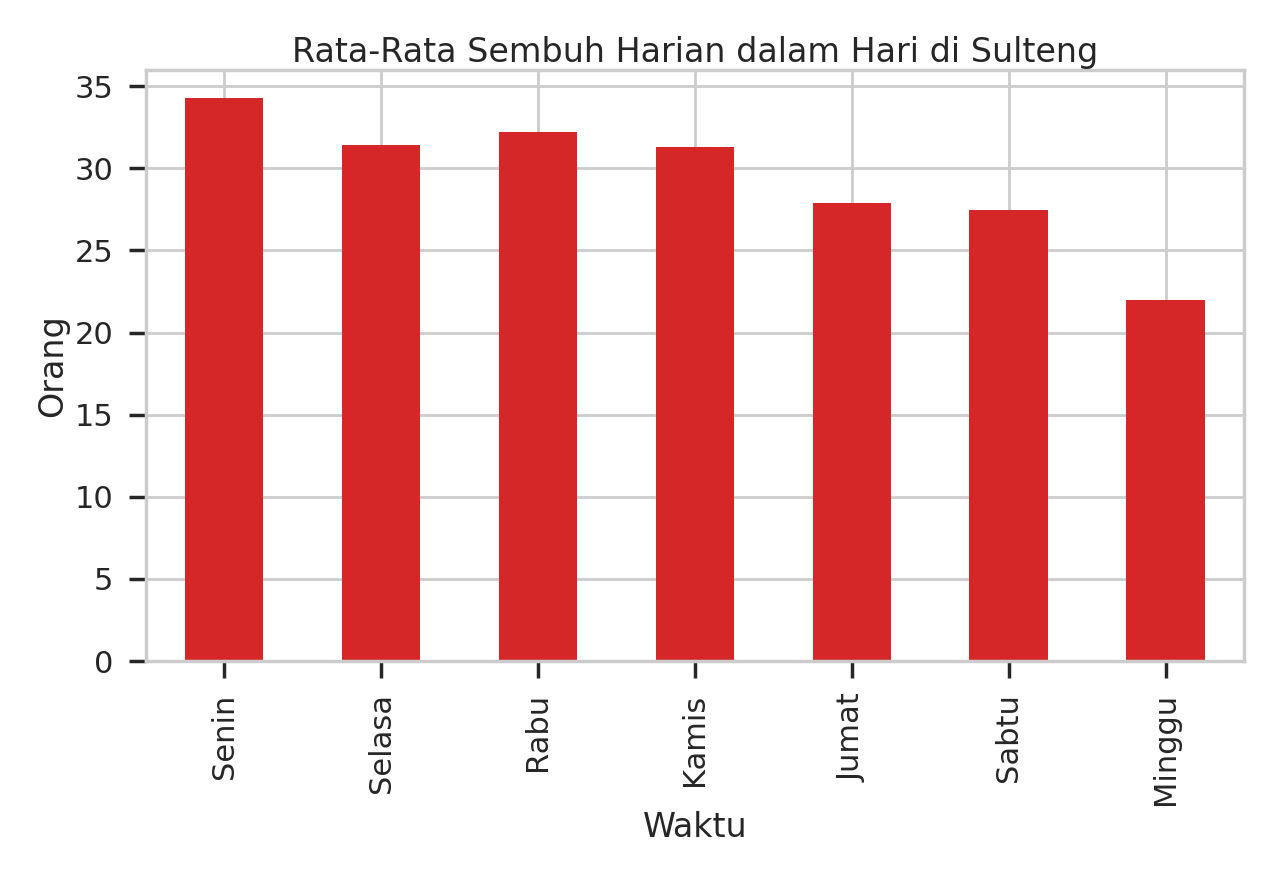 Rata-Rata Sembuh Harian dalam Hari di Sulteng
35
30
25
20
15
10
5
0
Orang
Senin
Selasa
Rabu
Kamis
Jumat
Sabtu
Minggu
Waktu